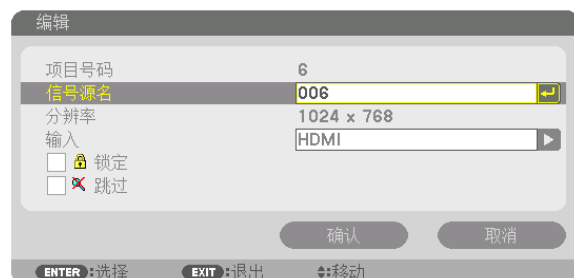 编辑
项目号码 6
信号源名 006
分辨率 1024 x 768
输入 HDMI
锁定
跳过
确认 取消
ENTER:选择 EXIT:退出 :移动